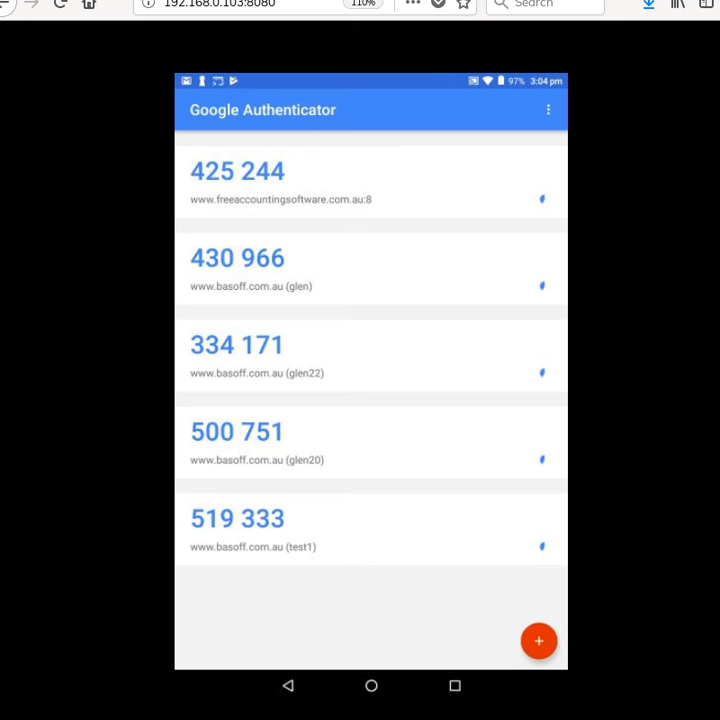 192.168.0.103:8080
110%
Search
97% 3:04 pm
Google Authenticator
425 244
www.freeaccountingsoftware.com.au:8
430 966
www.basoff.com.au (glen)
334 171
www.basoff.com.au (glen22)
500 751
www.basoff.com.au (glen20)
519 333
www.basoff.com.au (test1)